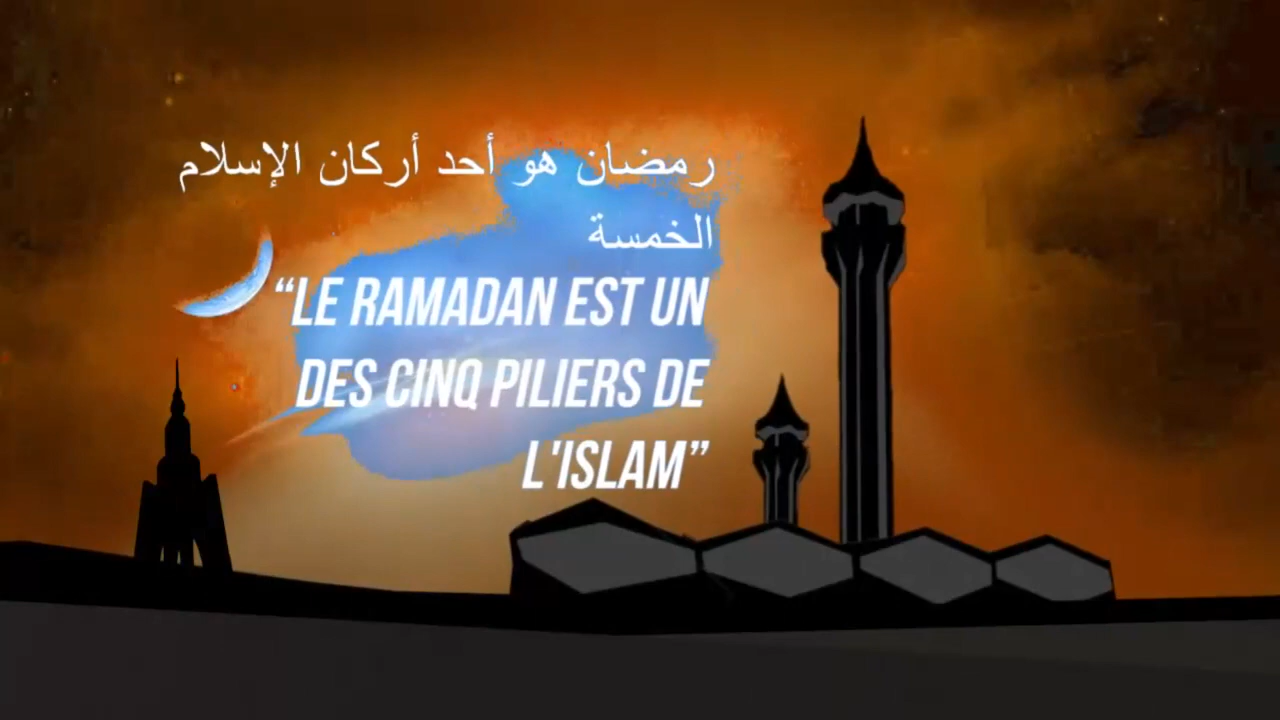 رمضان هو أحد أركان الإسلام
الخمسة
“LE RAMADAN EST UN
DES CINQ PILIERS DE
L'ISLAM”